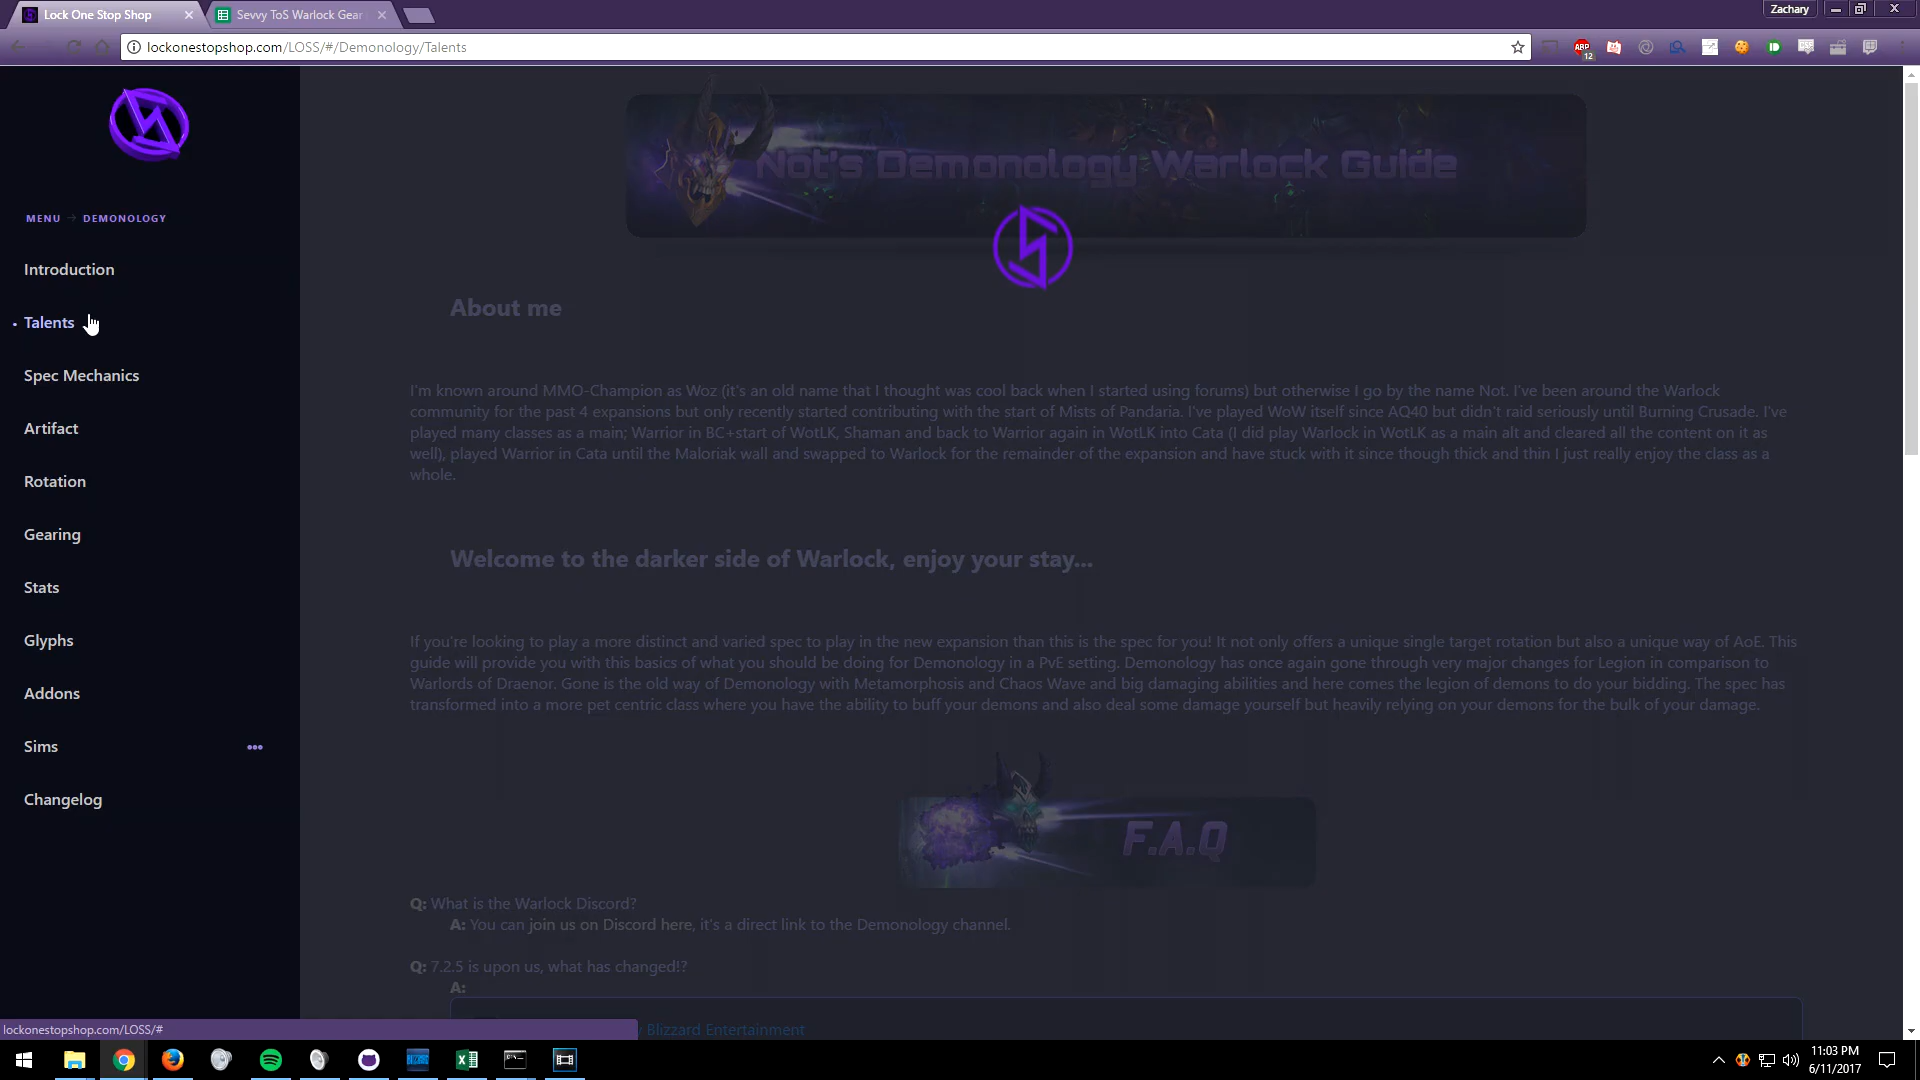 Lock One Stop Shop
Sevvy ToS Warlock Gear
Zachary
lockonestopshop.com/LOSS/#/Demonology/Talents
ABP
12
MENU
DEMONOLOGY
Introduction
Talents
Spec Mechanics
Artifact
Rotation
Gearing
Stats
Glyphs
Addons
Sims
Changelog
Not's Demonology Warlock Guide
About me
I'm known around MMO-Champion as Woz (it's an old name that I thought was cool back when I started using forums) but otherwise I go by the name Not. I've been around the Warlock
community for the past 4 expansions but only recently started contributing with the start of Mists of Pandaria. I've played WoW itself since AQ40 but didn't raid seriously until Burning Crusade. I've
played many classes as a main; Warrior in BC+start of WotLK, Shaman and back to Warrior again in WotLK into Cata (I did play Warlock in WotLK as a main alt and cleared all the content on it as
well), played Warrior in Cata until the Maloriak wall and swapped to Warlock for the remainder of the expansion and have stuck with it since though thick and thin I just really enjoy the class as a
whole.
Welcome to the darker side of Warlock, enjoy your stay...
If you're looking to play a more distinct and varied spec to play in the new expansion than this is the spec for you! It not only offers a unique single target rotation but also a unique way of AoE. This
guide will provide you with this basics of what you should be doing for Demonology in a PvE setting. Demonology has once again gone through very major changes for Legion in comparison to
Warlords of Draenor. Gone is the old way of Demonology with Metamorphosis and Chaos Wave and big damaging abilities and here comes the legion of demons to do your bidding. The spec has
transformed into a more pet centric class where you have the ability to buff your demons and also deal some damage yourself but heavily relying on your demons for the bulk of your damage.
F.A.Q
Q: What is the Warlock Discord?
A: You can join us on Discord here, it's a direct link to the Demonology channel.
Q: 7.2.5 is upon us, what has changed!?
A:
Blizzard Entertainment
lockonestopshop.com/LOSS/#
11:03 PM
6/11/2017